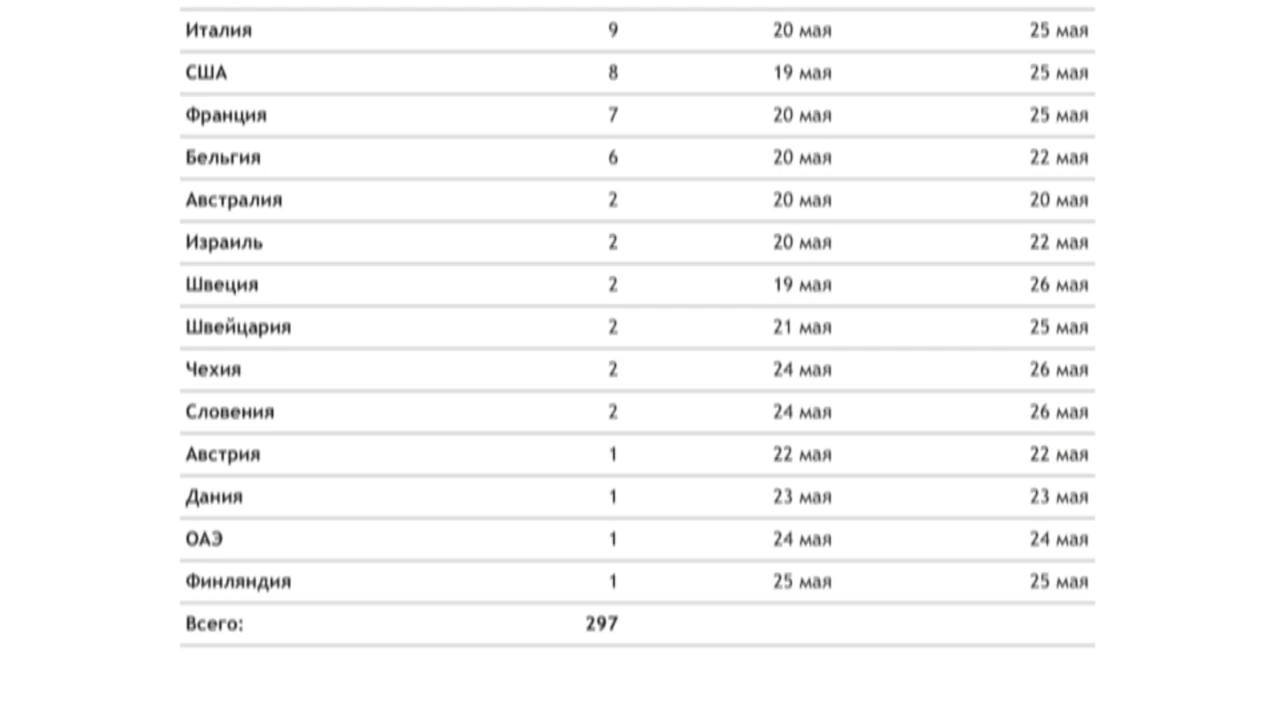 Италия 9 20 мая 25 мая
США 8 19 мая 25 мая
Франция 7 20 мая 25 мая
Бельгия 6 20 мая 22 мая
Австралия 2 20 мая 20 мая
Израиль 2 20 мая 22 мая
Швеция 2 19 мая 26 мая
Швейцария 2 21 мая 25 мая
Чехия 2 24 мая 26 мая
Словения 2 24 мая 26 мая
Австрия 1 22 мая 22 мая
Дания 1 23 мая 23 мая
ОАЭ 1 24 мая 24 мая
Финляндия 1 25 мая 25 мая
Всего: 297